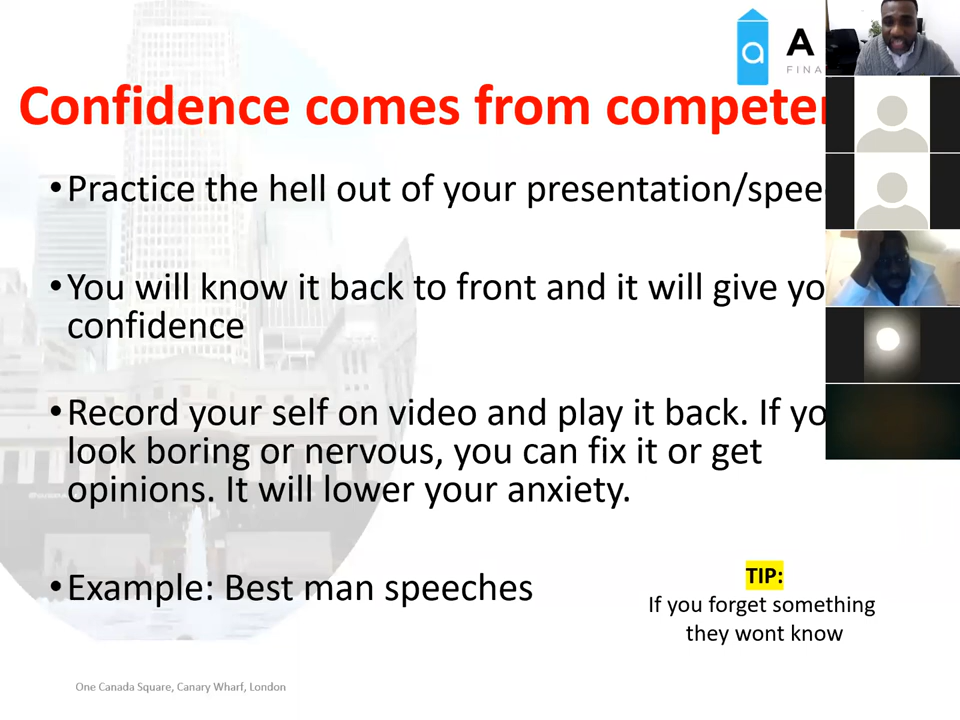 A
FINA
Confidence comes from competen
•Practice the hell out of your presentation/spee
•You will know it back to front and it will give yo
confidence
•Record your self on video and play it back. If yo
look boring or nervous, you can fix it or get
opinions. It will lower your anxiety.
•Example: Best man speeches
TIP:
If you forget something
they wont know
One Canada Square, Canary Wharf, London